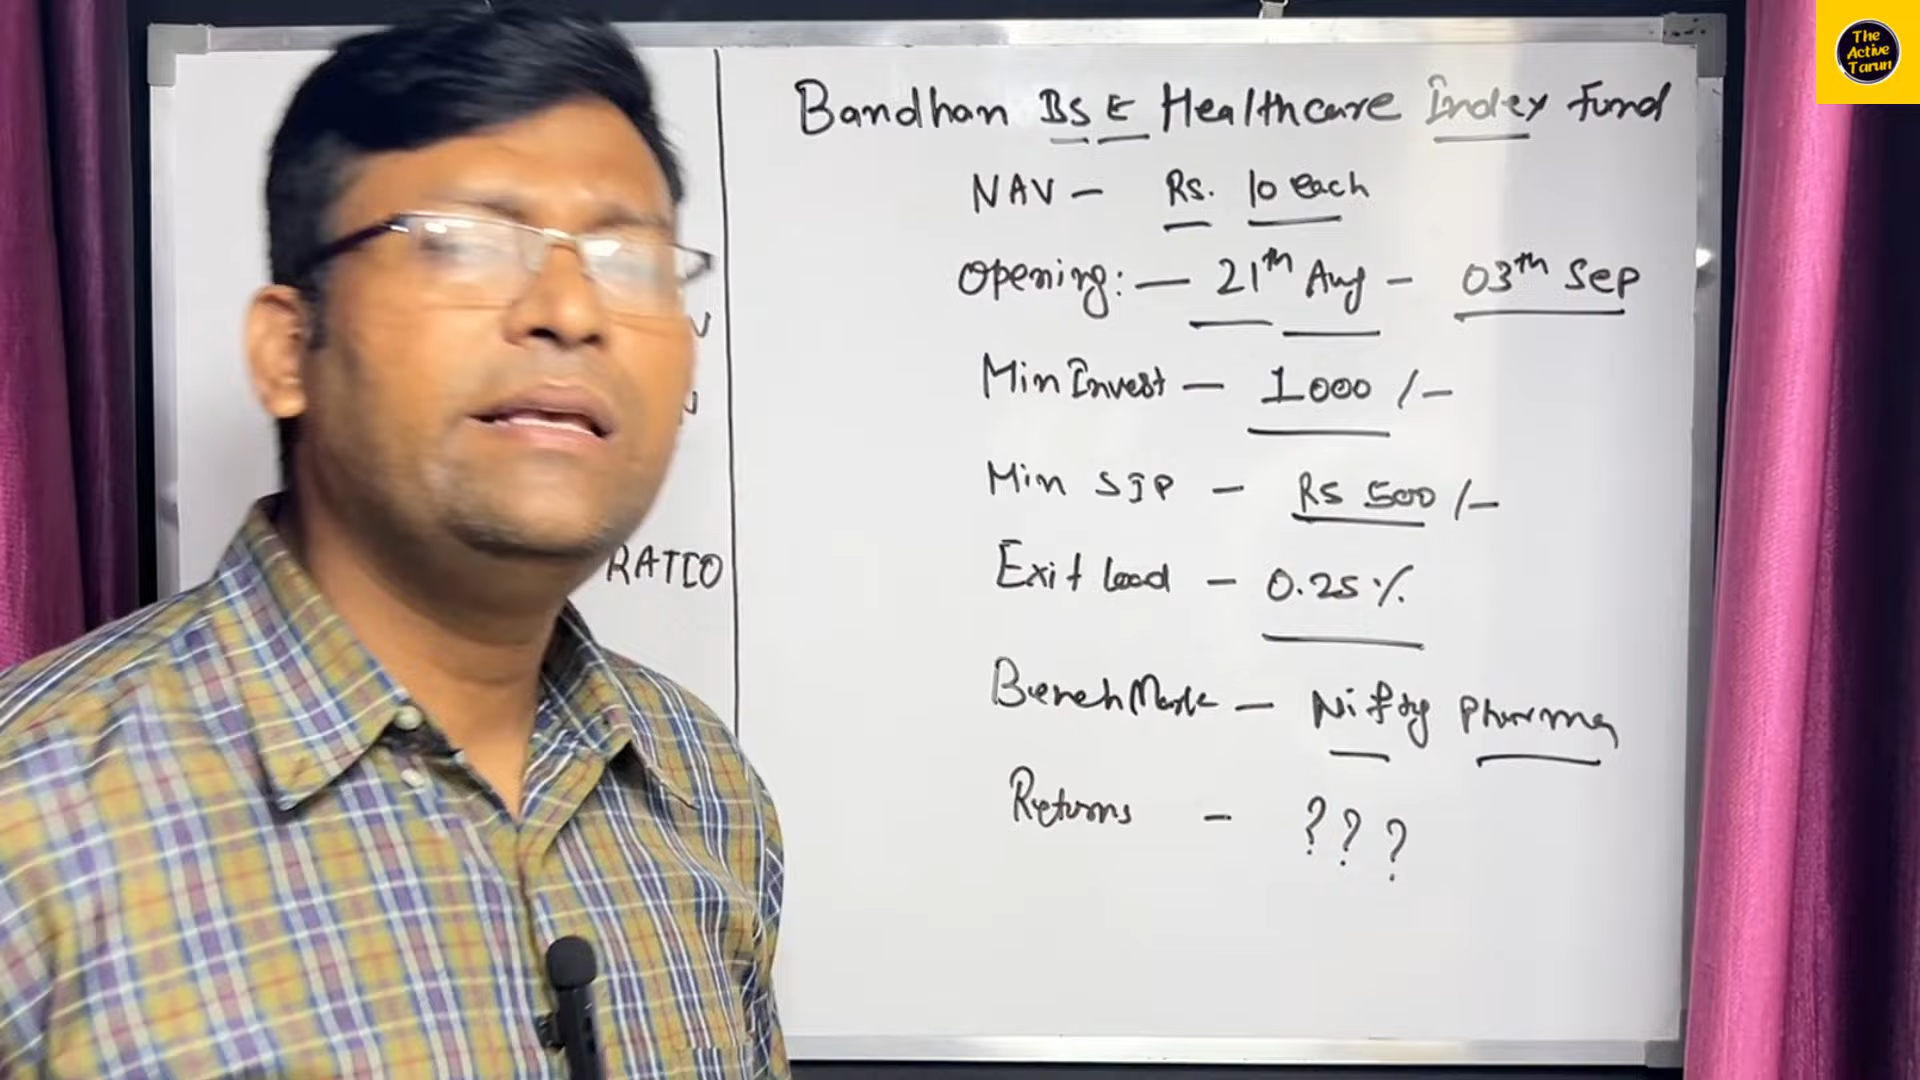 The
Active
Tarun
Bandhan BSE Healthcare Index Fund
NAV – Rs. 10 each
Opening: – 21th Aug – 03th Sep
Min Invest – 1000 /-
Min SIP – Rs 500 /-
RATIO
Exit load – 0.25%
BenchMark – Nifty Pharma
Returns – ???